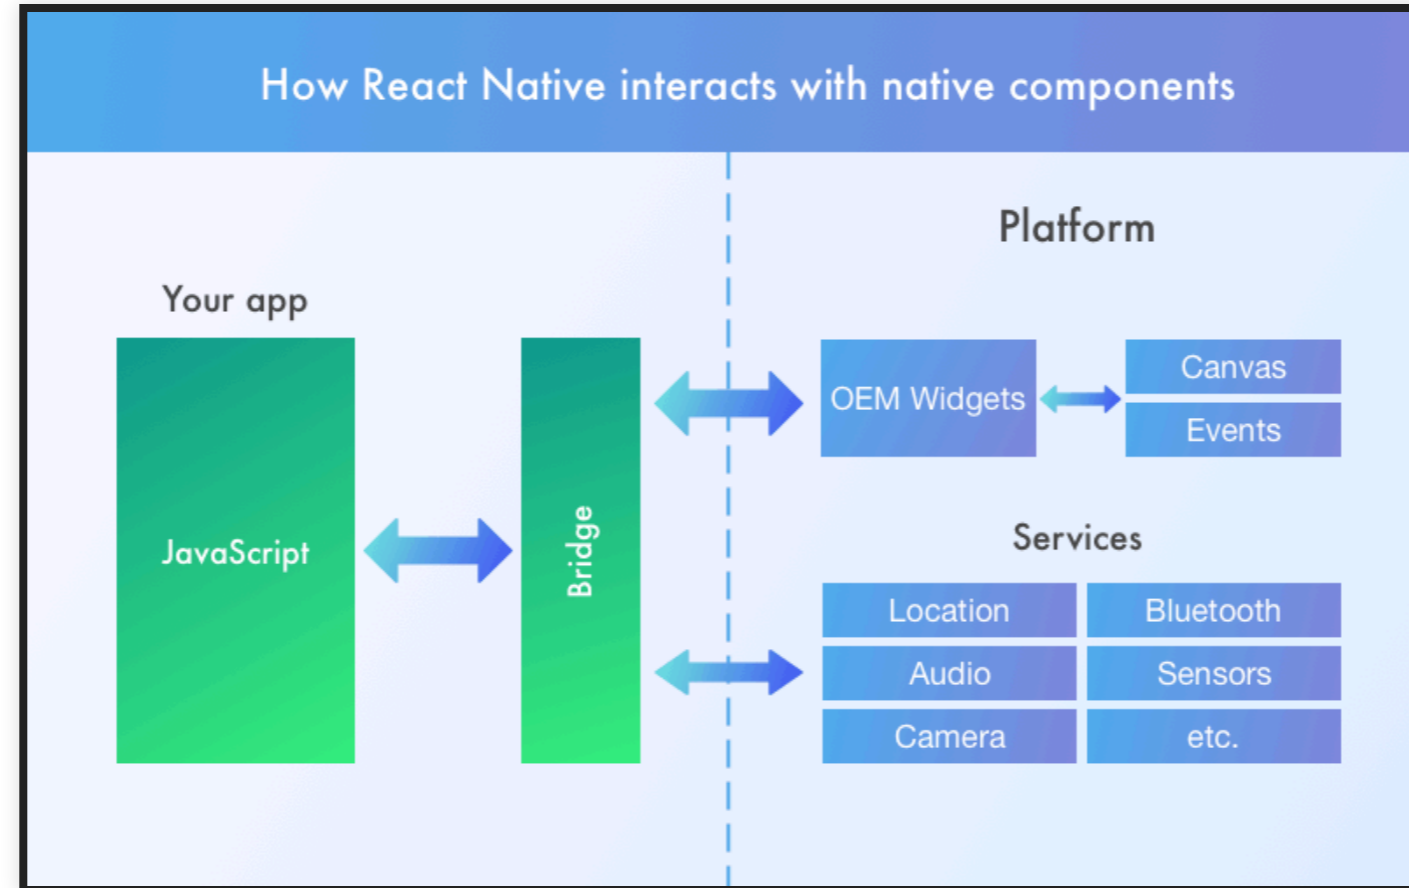 How React Native interacts with native components
Platform
Your app
JavaScript
Bridge
OEM Widgets
Canvas
Events
Services
Location
Bluetooth
Audio
Sensors
Camera
etc.